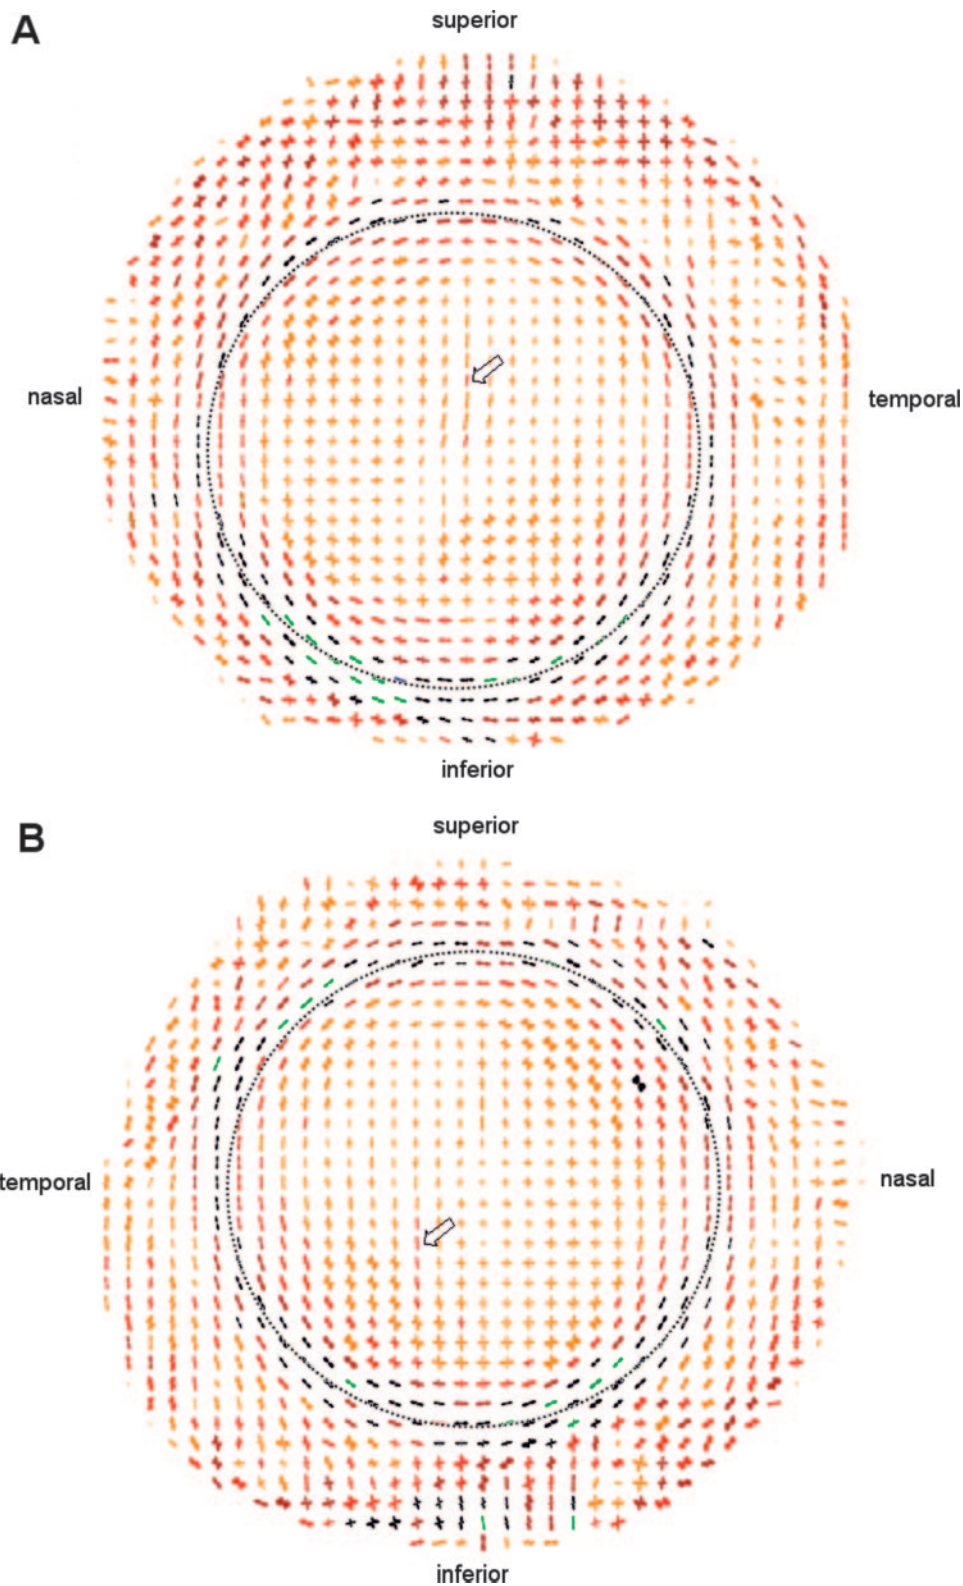 A
superior
nasal
temporal
inferior
B
superior
temporal
nasal
inferior